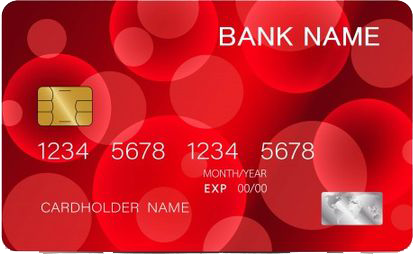 BANK NAME
1234 5678 1234 5678
MONTH/YEAR
EXP 00/00
CARDHOLDER NAME